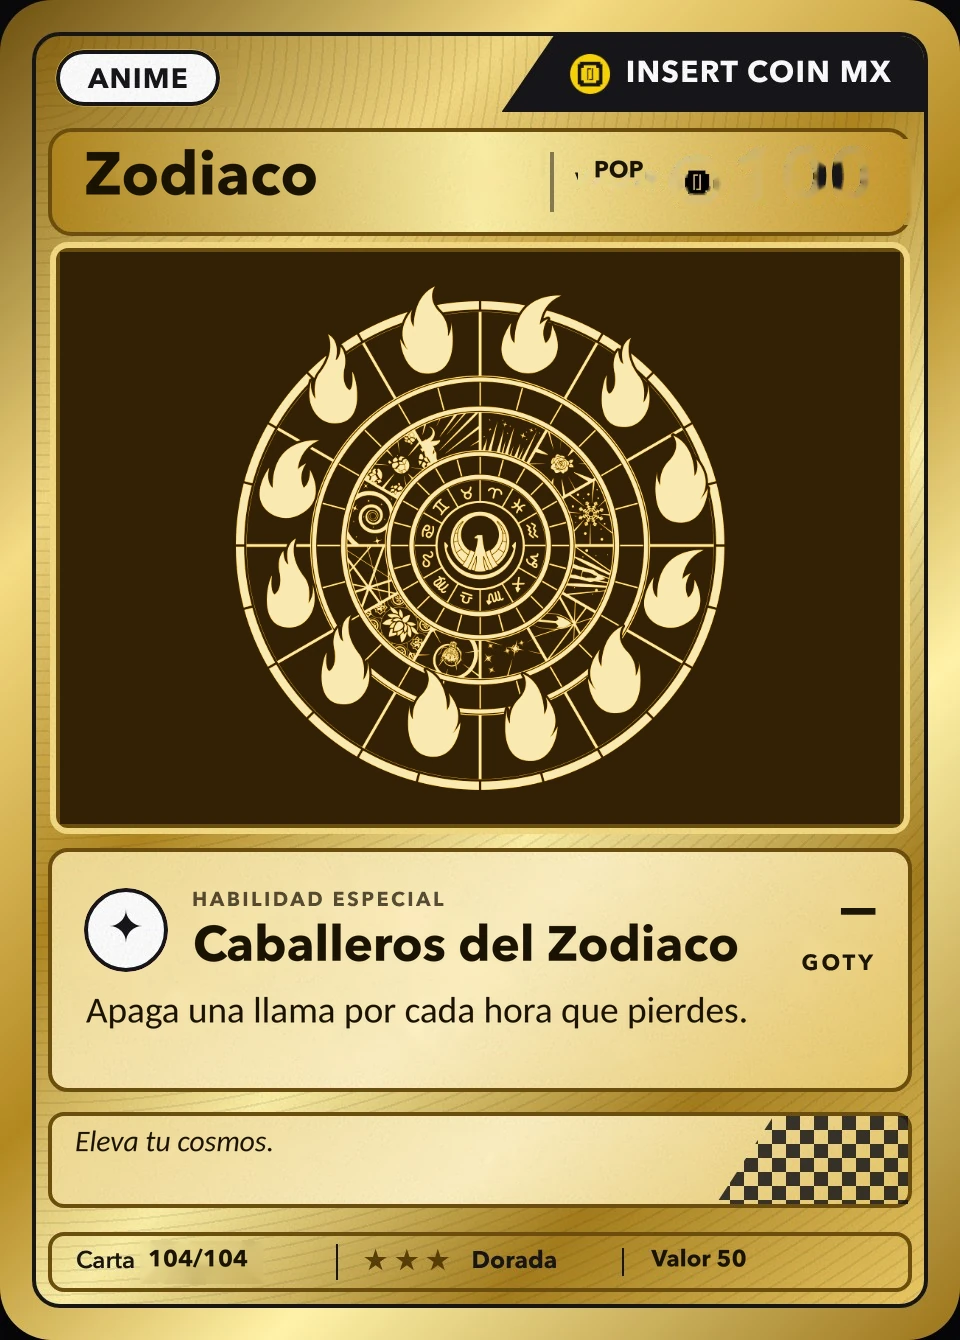 ANIME
INSERT COIN MX
Zodiaco
POP
HABILIDAD ESPECIAL
Caballeros del Zodiaco
—
GOTY
Apaga una llama por cada hora que pierdes.
Eleva tu cosmos.
Carta 104/104 ★★★ Dorada Valor 50